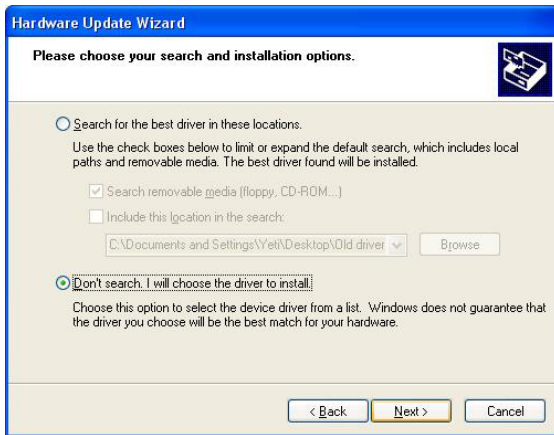 Hardware Update Wizard
Please choose your search and installation options.
Search for the best driver in these locations.
Use the check boxes below to limit or expand the default search, which includes local
paths and removable media. The best driver found will be installed.
Search removable media (floppy, CD-ROM...)
Include this location in the search:
C:\Documents and Settings\Yeti\Desktop\Old driver
Browse
Don't search. I will choose the driver to install.
Choose this option to select the device driver from a list. Windows does not guarantee that
the driver you choose will be the best match for your hardware.
< Back Next > Cancel